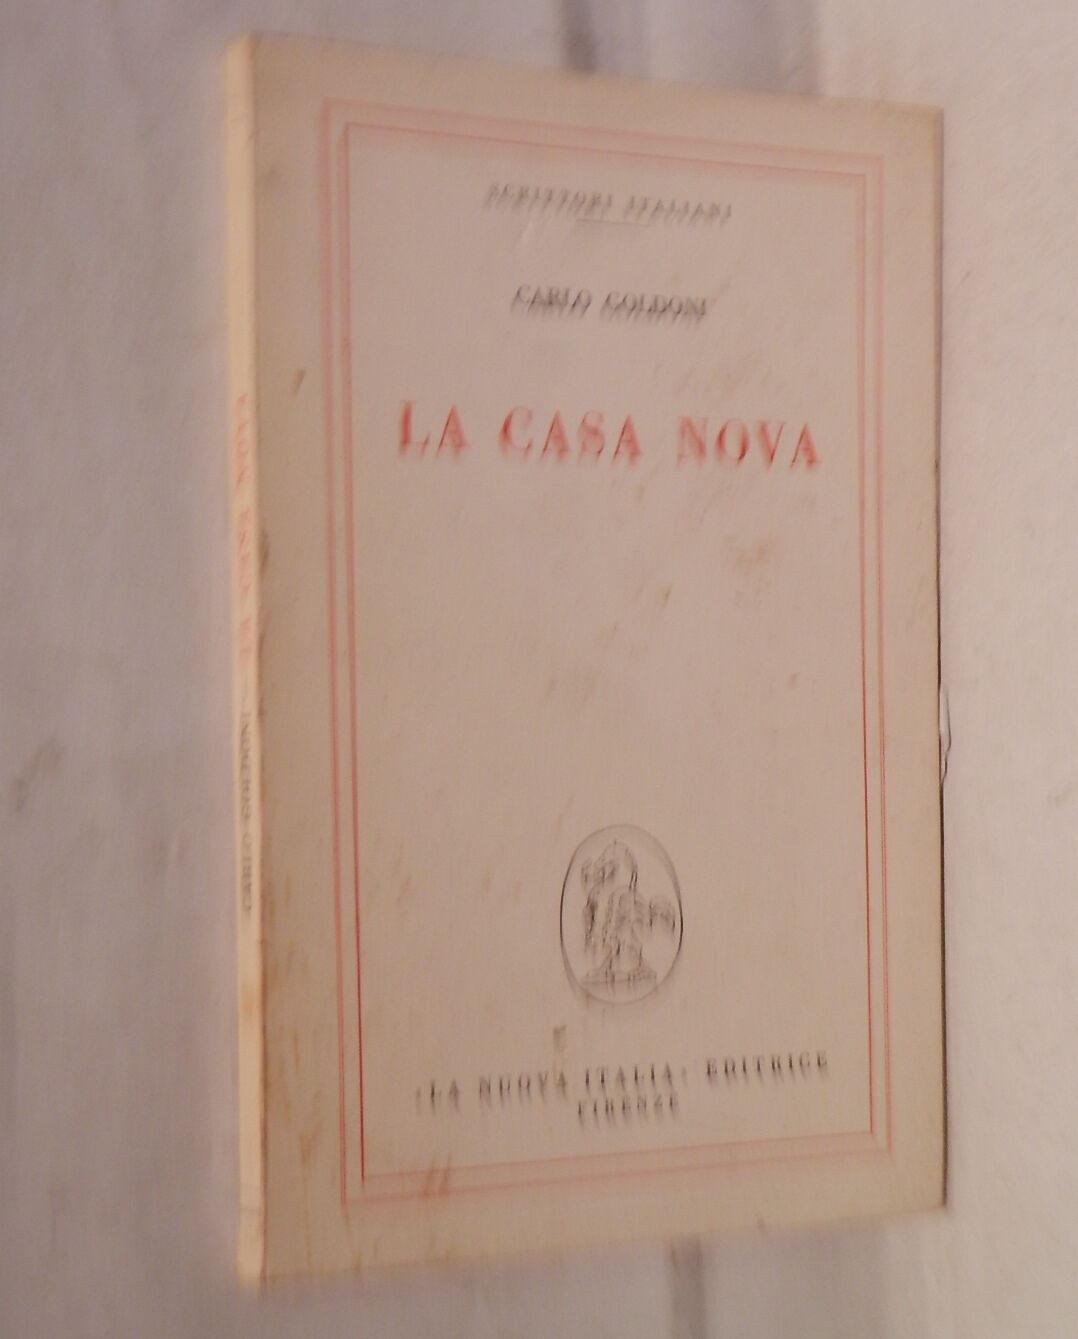 SCRITTORI ITALIANI
CARLO GOLDONI
LA CASA NOVA
«LA NUOVA ITALIA» EDITRICE
FIRENZE